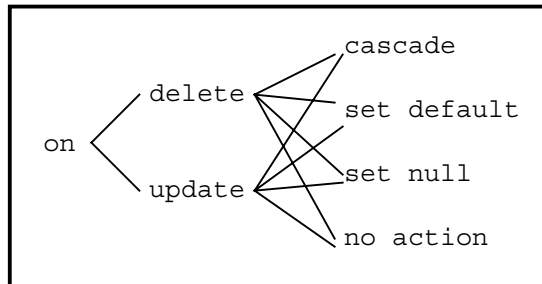 cascade
delete
set default
on
set null
update
no action